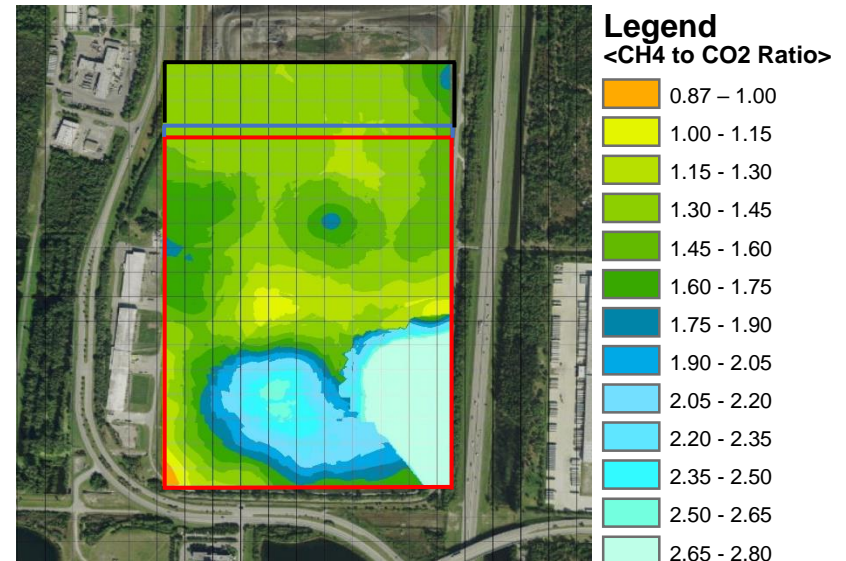 Legend
<CH4 to CO2 Ratio>
0.87 – 1.00
1.00 - 1.15
1.15 - 1.30
1.30 - 1.45
1.45 - 1.60
1.60 - 1.75
1.75 - 1.90
1.90 - 2.05
2.05 - 2.20
2.20 - 2.35
2.35 - 2.50
2.50 - 2.65
2.65 - 2.80